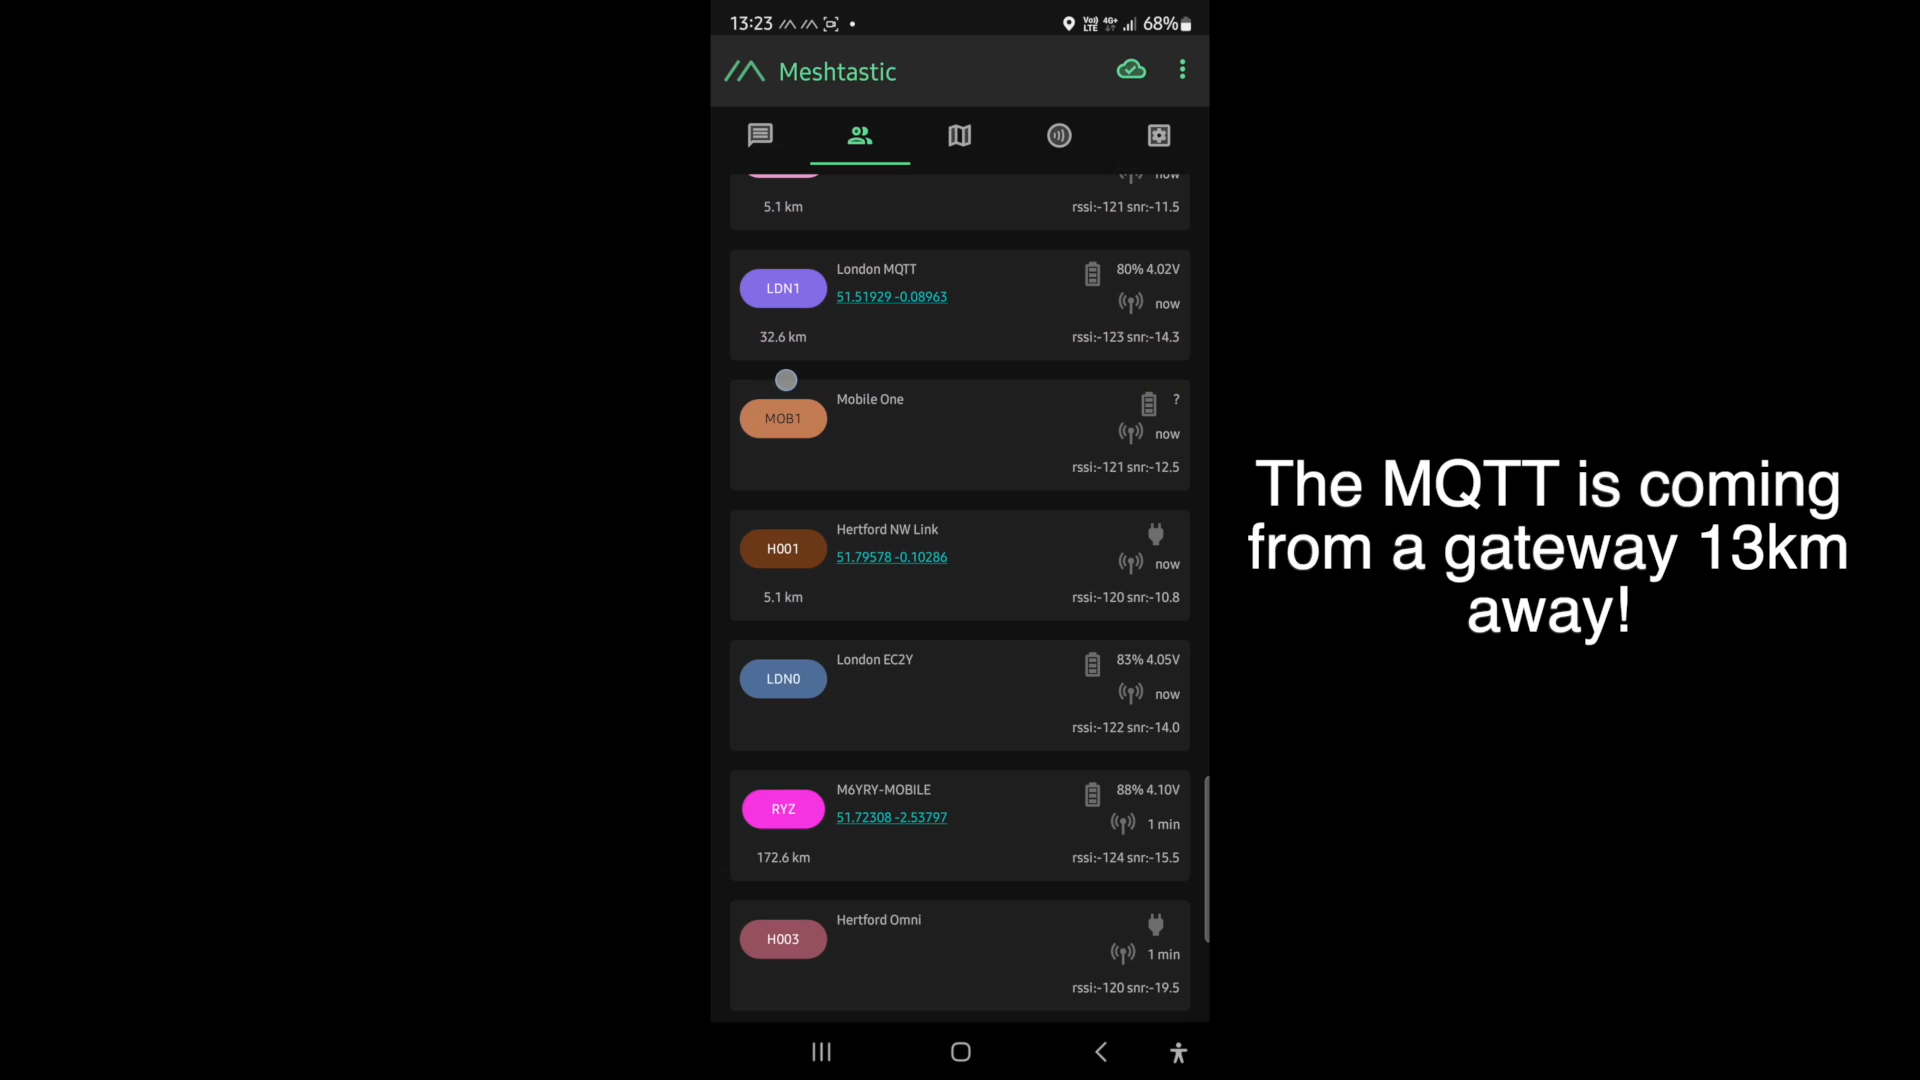 13:23
Vo)) LTE 4G+ 68%
Meshtastic
now
5.1 km rssi:-121 snr:-11.5
London MQTT 80% 4.02V
LDN1
51.51929 -0.08963 now
32.6 km rssi:-123 snr:-14.3
Mobile One ?
MOB1
now
rssi:-121 snr:-12.5
Hertford NW Link
H001
51.79578 -0.10286 now
5.1 km rssi:-120 snr:-10.8
London EC2Y 83% 4.05V
LDN0
now
rssi:-122 snr:-14.0
M6YRY-MOBILE 88% 4.10V
RYZ
51.72308 -2.53797 1 min
172.6 km rssi:-124 snr:-15.5
Hertford Omni
H003
1 min
rssi:-120 snr:-19.5
The MQTT is coming
from a gateway 13km
away!